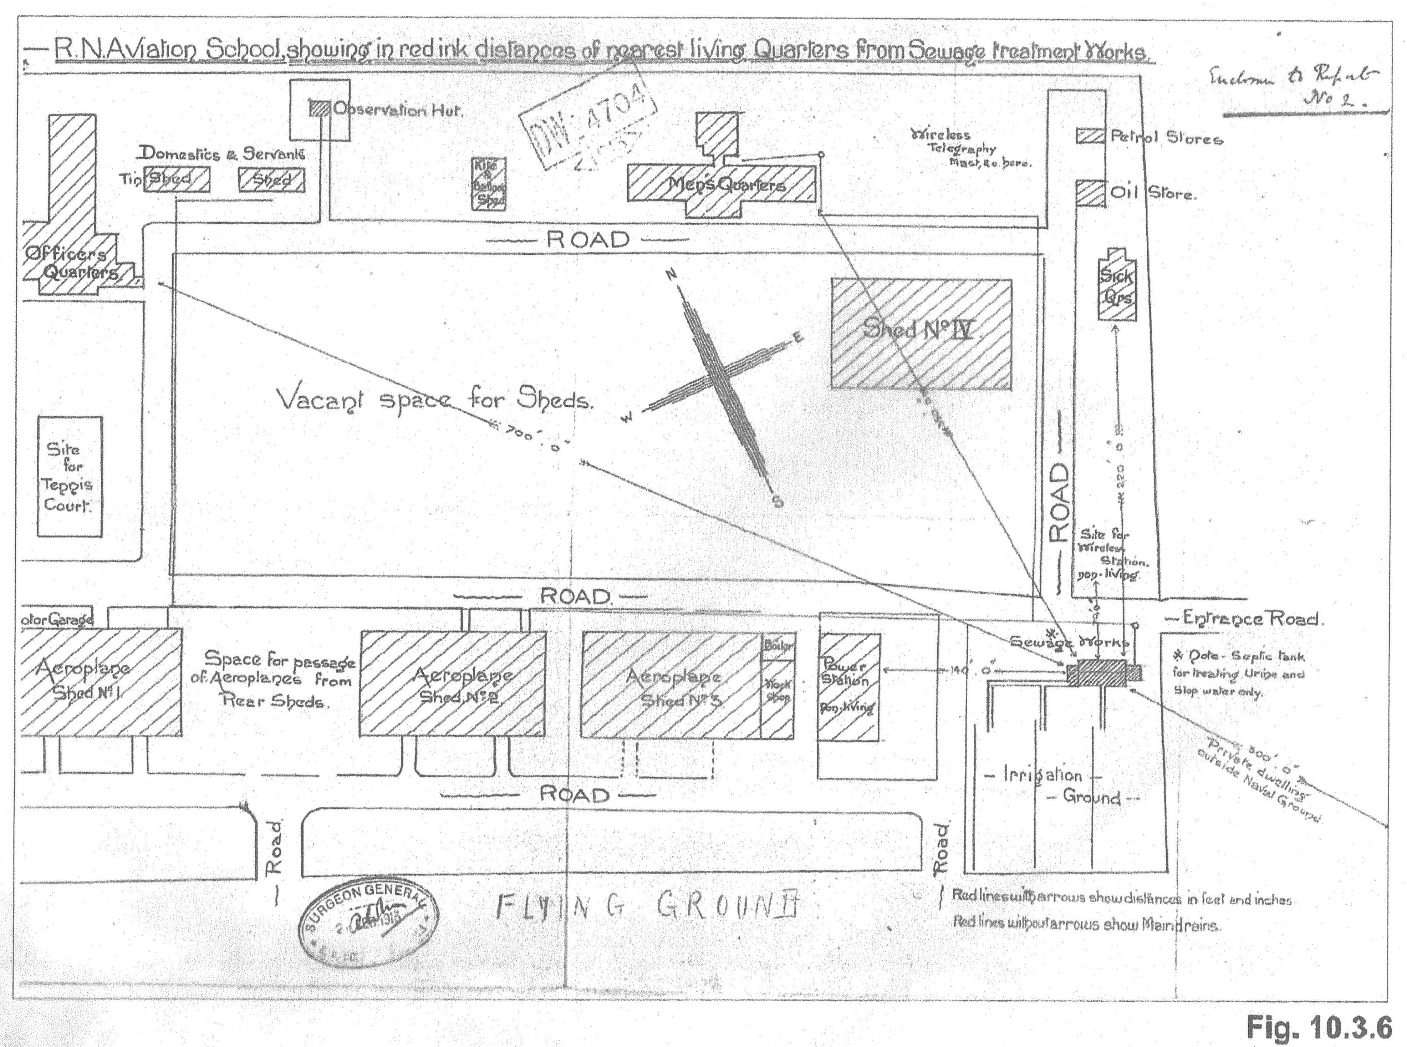 — R.N. Aviation School, showing in red ink distances of nearest living Quarters from Sewage treatment Works.
Enclosure to Report
No 2.
Observation Hut.
DW 4704
Domestics & Servants
Tin Shed
Shed
Kite
&
Balloon
Shed
Men's Quarters
Wireless
Telegraphy
Mast, &c. here.
Petrol Stores
Oil Store.
Officers
Quarters.
— ROAD —
N
E
W
S
Sick
Qrs
Shed No IV
Vacant space for Sheds.
700'. 0"
220' 0"
Site
for
Tennis
Court.
— ROAD —
Site for
Wireless
Station.
non-living.
— ROAD. —
— Entrance Road.
otor Garage
Aeroplane
Shed No 1
Space for passage
of Aeroplanes from
Rear Sheds.
Aeroplane
Shed No 2
Aeroplane
Shed No 3
Boiler
Work
Shop
Power
Station
non-living
140'. 0"
Sewage Works
※ Note - Septic Tank
for treating Urine and
Slop water only.
300'. 0"
Private dwelling
outside Naval Ground
— Irrigation —
— Ground —
— ROAD —
— Road.
— Road.
SURGEON GENERAL
1913
FLYING GROUND
Red lines with arrows show distances in feet and inches
Red lines without arrows show Main drains.
Fig. 10.3.6